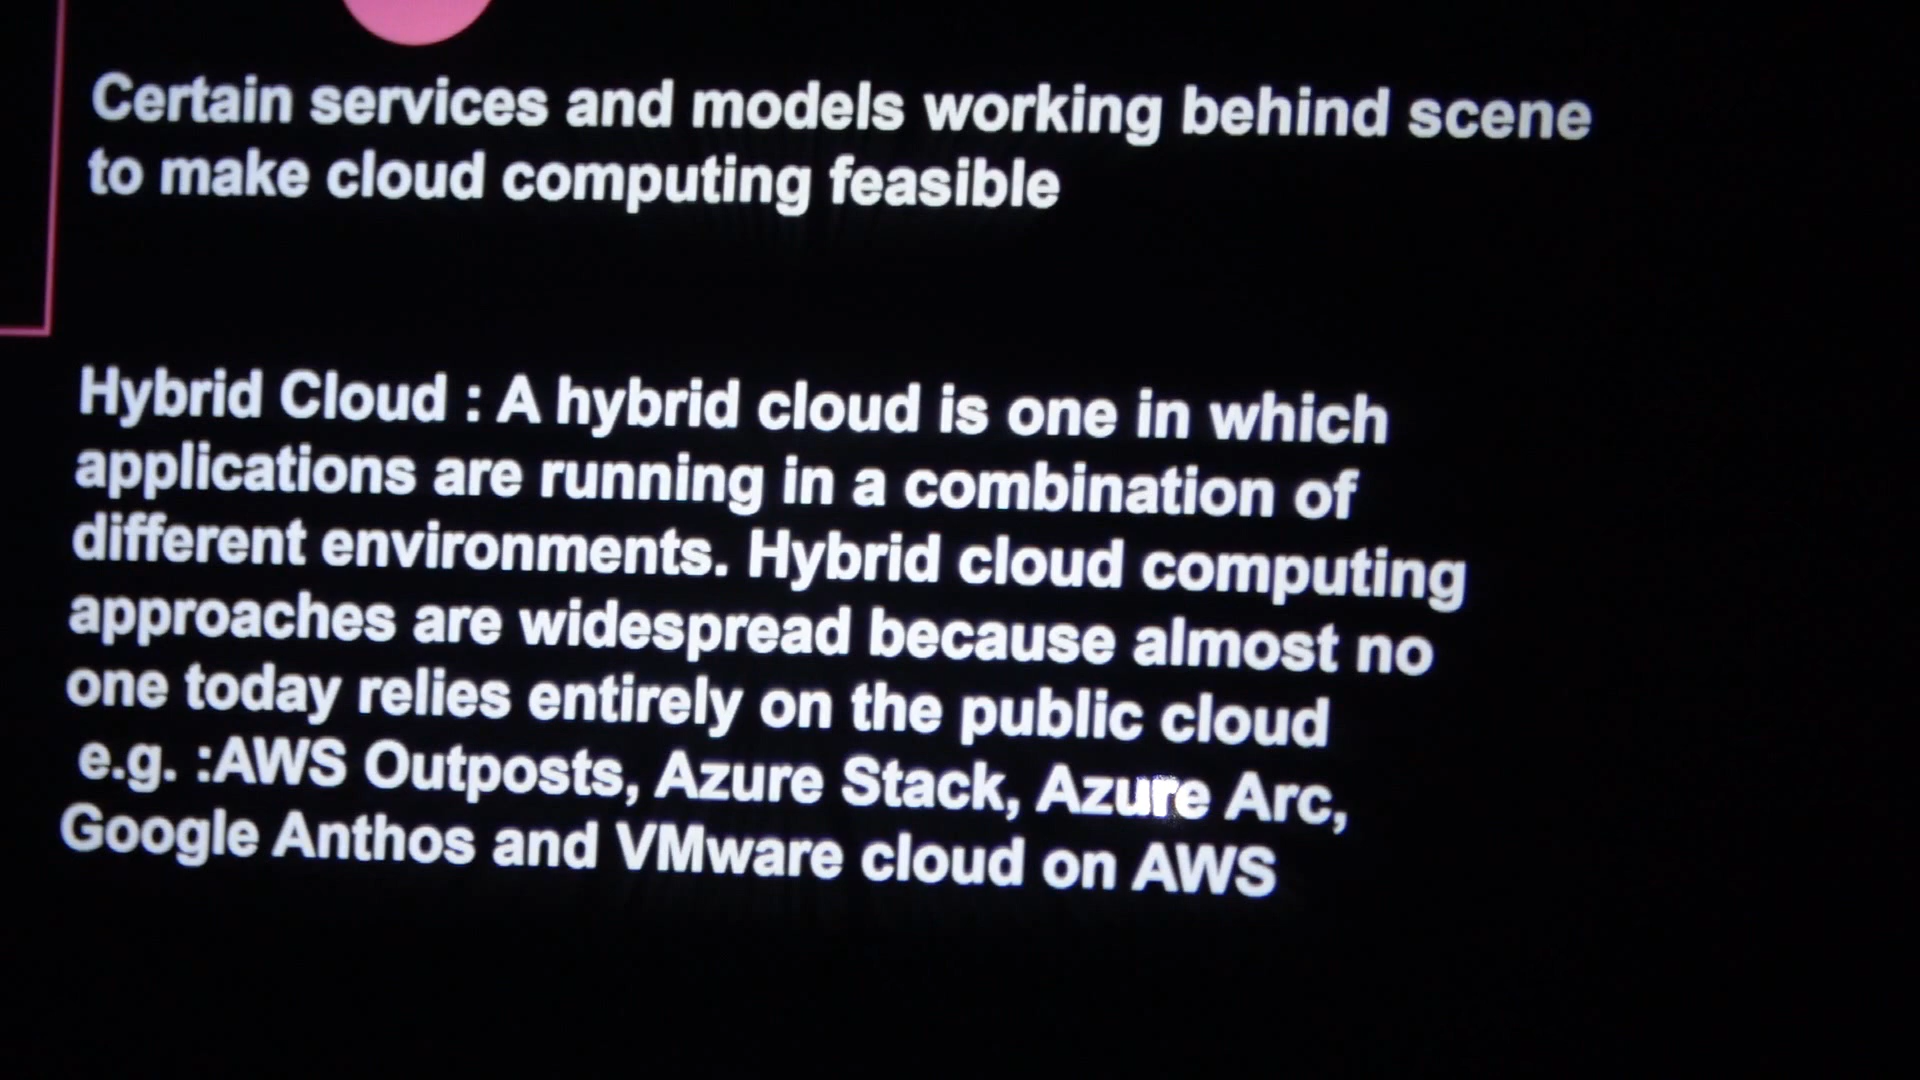 Certain services and models working behind scene
to make cloud computing feasible
Hybrid Cloud : A hybrid cloud is one in which
applications are running in a combination of
different environments. Hybrid cloud computing
approaches are widespread because almost no
one today relies entirely on the public cloud
e.g. :AWS Outposts, Azure Stack, Azure Arc,
Google Anthos and VMware cloud on AWS